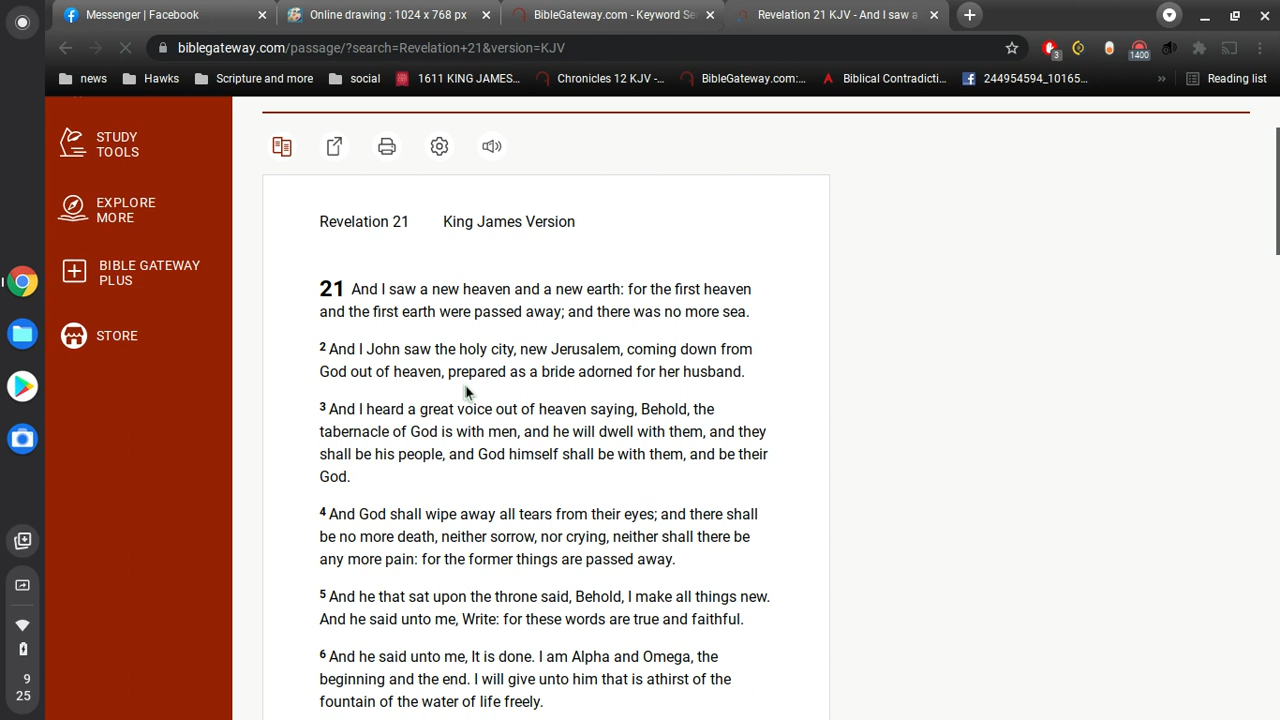 Messenger | Facebook
Online drawing : 1024 x 768 px
BibleGateway.com - Keyword Se
Revelation 21 KJV - And I saw a
biblegateway.com/passage/?search=Revelation+21&version=KJV
3
1400
news
Hawks
Scripture and more
social
1611 KING JAMES...
Chronicles 12 KJV -...
BibleGateway.com:...
Biblical Contradicti...
244954594_10165...
»
Reading list
STUDY
TOOLS
EXPLORE
MORE
BIBLE GATEWAY
PLUS
STORE
Revelation 21 King James Version
21 And I saw a new heaven and a new earth: for the first heaven
and the first earth were passed away; and there was no more sea.
2 And I John saw the holy city, new Jerusalem, coming down from
God out of heaven, prepared as a bride adorned for her husband.
3 And I heard a great voice out of heaven saying, Behold, the
tabernacle of God is with men, and he will dwell with them, and they
shall be his people, and God himself shall be with them, and be their
God.
4 And God shall wipe away all tears from their eyes; and there shall
be no more death, neither sorrow, nor crying, neither shall there be
any more pain: for the former things are passed away.
5 And he that sat upon the throne said, Behold, I make all things new.
And he said unto me, Write: for these words are true and faithful.
6 And he said unto me, It is done. I am Alpha and Omega, the
beginning and the end. I will give unto him that is athirst of the
fountain of the water of life freely.
9
25